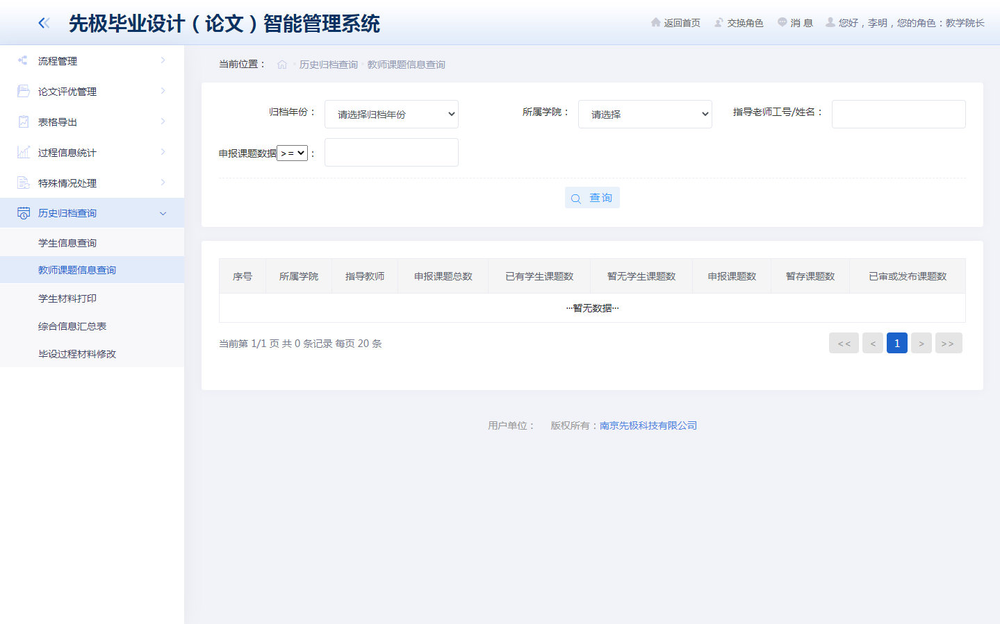 先极毕业设计（论文）智能管理系统
返回首页 交换角色 消 息 您好，李明，您的角色：教学院长
流程管理
论文评优管理
表格导出
过程信息统计
特殊情况处理
历史归档查询
学生信息查询
教师课题信息查询
学生材料打印
综合信息汇总表
毕设过程材料修改
当前位置： 历史归档查询 教师课题信息查询
归档年份： 请选择归档年份 所属学院： 请选择 指导老师工号/姓名：
申报课题数据 >= ：
查询
序号 所属学院 指导教师 申报课题总数 已有学生课题数 暂无学生课题数 申报课题数 暂存课题数 已审或发布课题数
···暂无数据···
当前第 1/1 页 共 0 条记录 每页 20 条
<< < 1 > >>
用户单位： 版权所有：南京先极科技有限公司